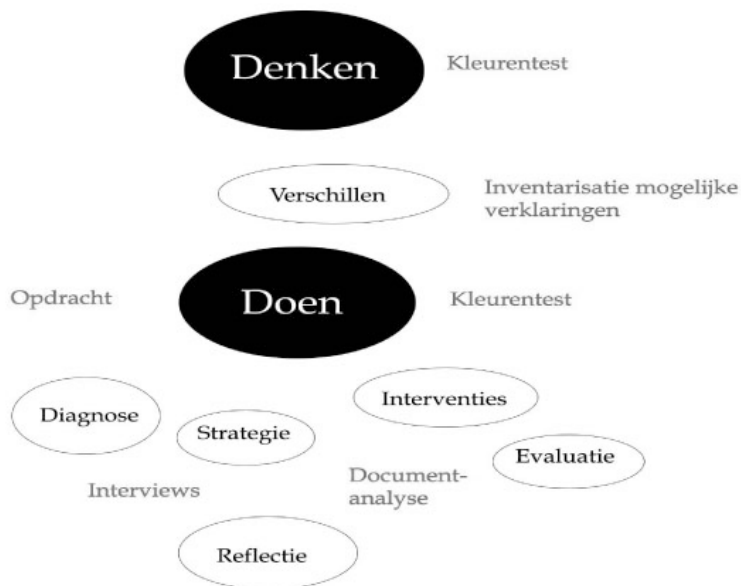 Denken
Kleurentest
Verschillen
Inventarisatie mogelijke
verklaringen
Opdracht
Doen
Kleurentest
Diagnose
Strategie
Interventies
Evaluatie
Interviews
Document-
analyse
Reflectie